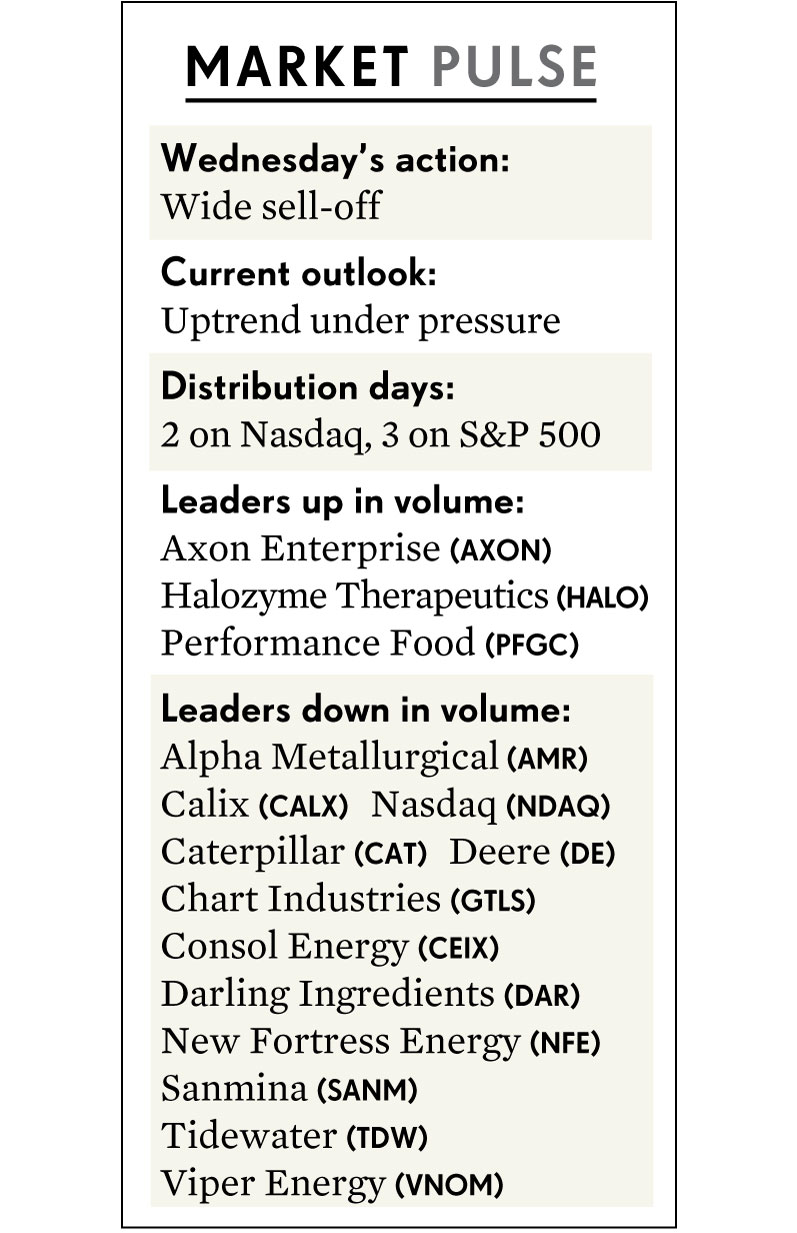 MARKET PULSE
Wednesday’s action:
Wide sell-off
Current outlook:
Uptrend under pressure
Distribution days:
2 on Nasdaq, 3 on S&P 500
Leaders up in volume:
Axon Enterprise (AXON)
Halozyme Therapeutics (HALO)
Performance Food (PFGC)
Leaders down in volume:
Alpha Metallurgical (AMR)
Calix (CALX) Nasdaq (NDAQ)
Caterpillar (CAT) Deere (DE)
Chart Industries (GTLS)
Consol Energy (CEIX)
Darling Ingredients (DAR)
New Fortress Energy (NFE)
Sanmina (SANM)
Tidewater (TDW)
Viper Energy (VNOM)